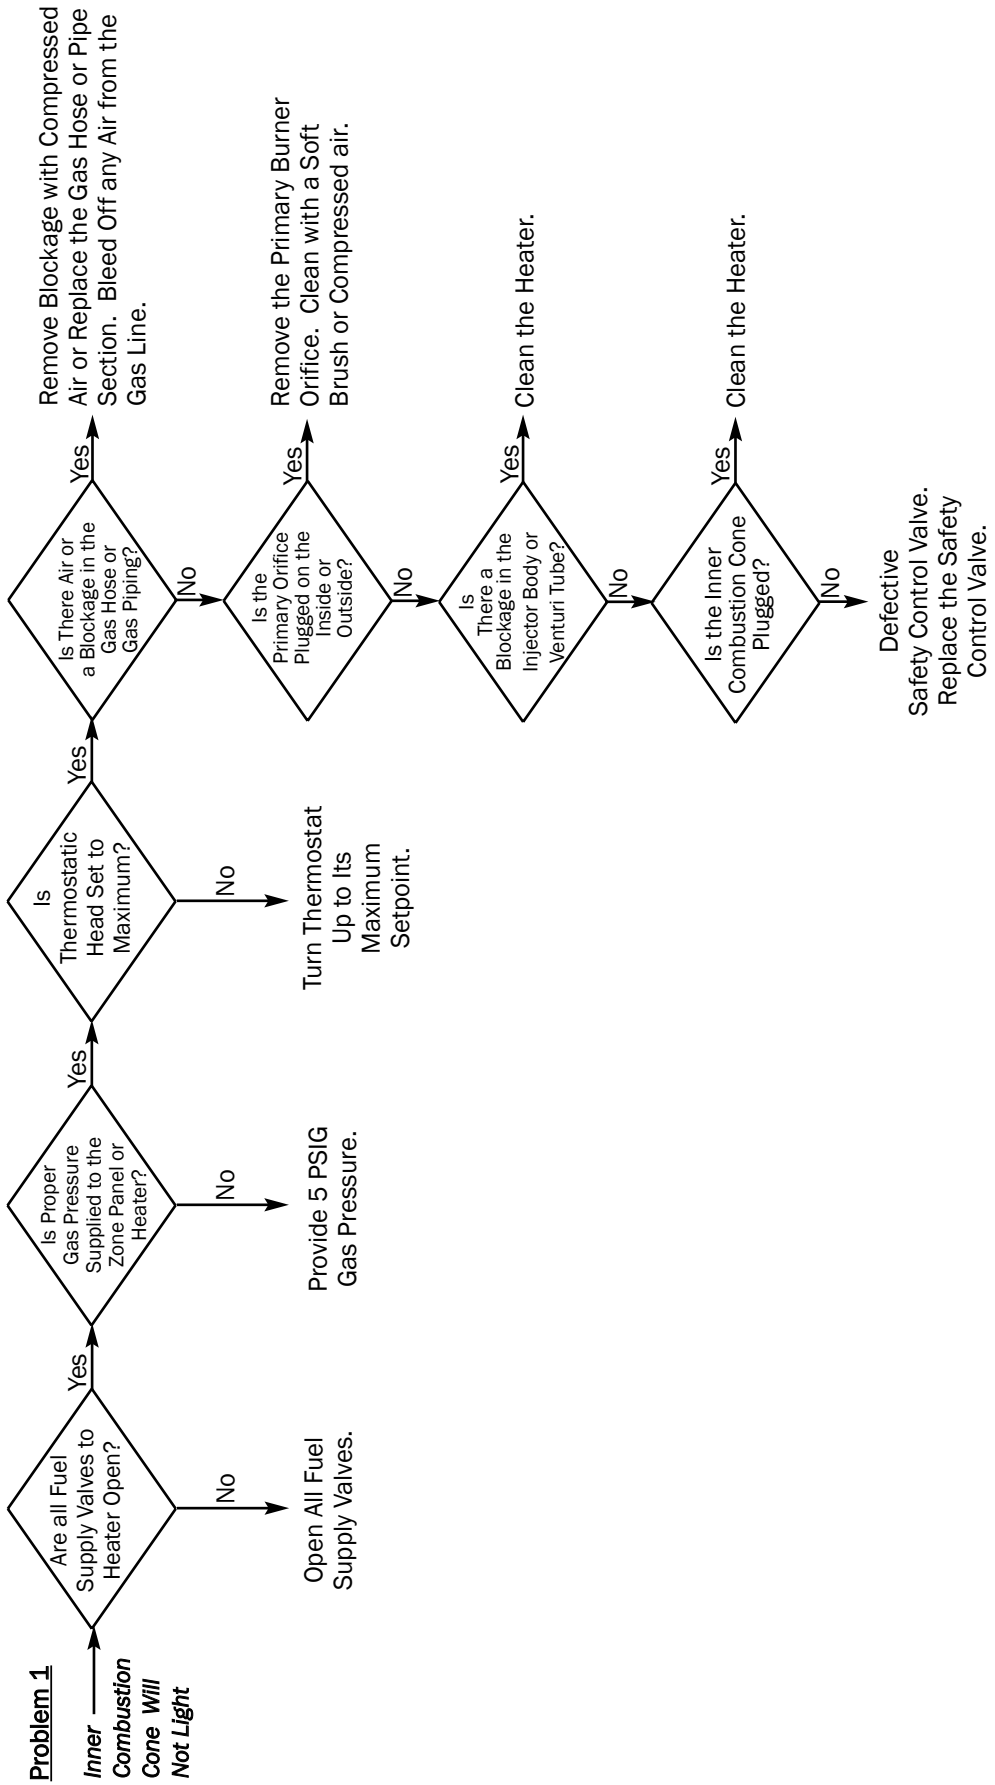 Problem 1
Inner
Combustion
Cone Will
Not Light
Are all Fuel
Supply Valves to
Heater Open?
No
Open All Fuel
Supply Valves.
Yes
Is Proper
Gas Pressure
Supplied to the
Zone Panel or
Heater?
No
Provide 5 PSIG
Gas Pressure.
Yes
Is
Thermostatic
Head Set to
Maximum?
No
Turn Thermostat
Up to Its
Maximum
Setpoint.
Yes
Is There Air or
a Blockage in the
Gas Hose or
Gas Piping?
Yes
Remove Blockage with Compressed
Air or Replace the Gas Hose or Pipe
Section. Bleed Off any Air from the
Gas Line.
No
Is the
Primary Orifice
Plugged on the
Inside or
Outside?
Yes
Remove the Primary Burner
Orifice. Clean with a Soft
Brush or Compressed air.
No
Is
There a
Blockage in the
Injector Body or
Venturi Tube?
Yes
Clean the Heater.
No
Is the Inner
Combustion Cone
Plugged?
Yes
Clean the Heater.
No
Defective
Safety Control Valve.
Replace the Safety
Control Valve.